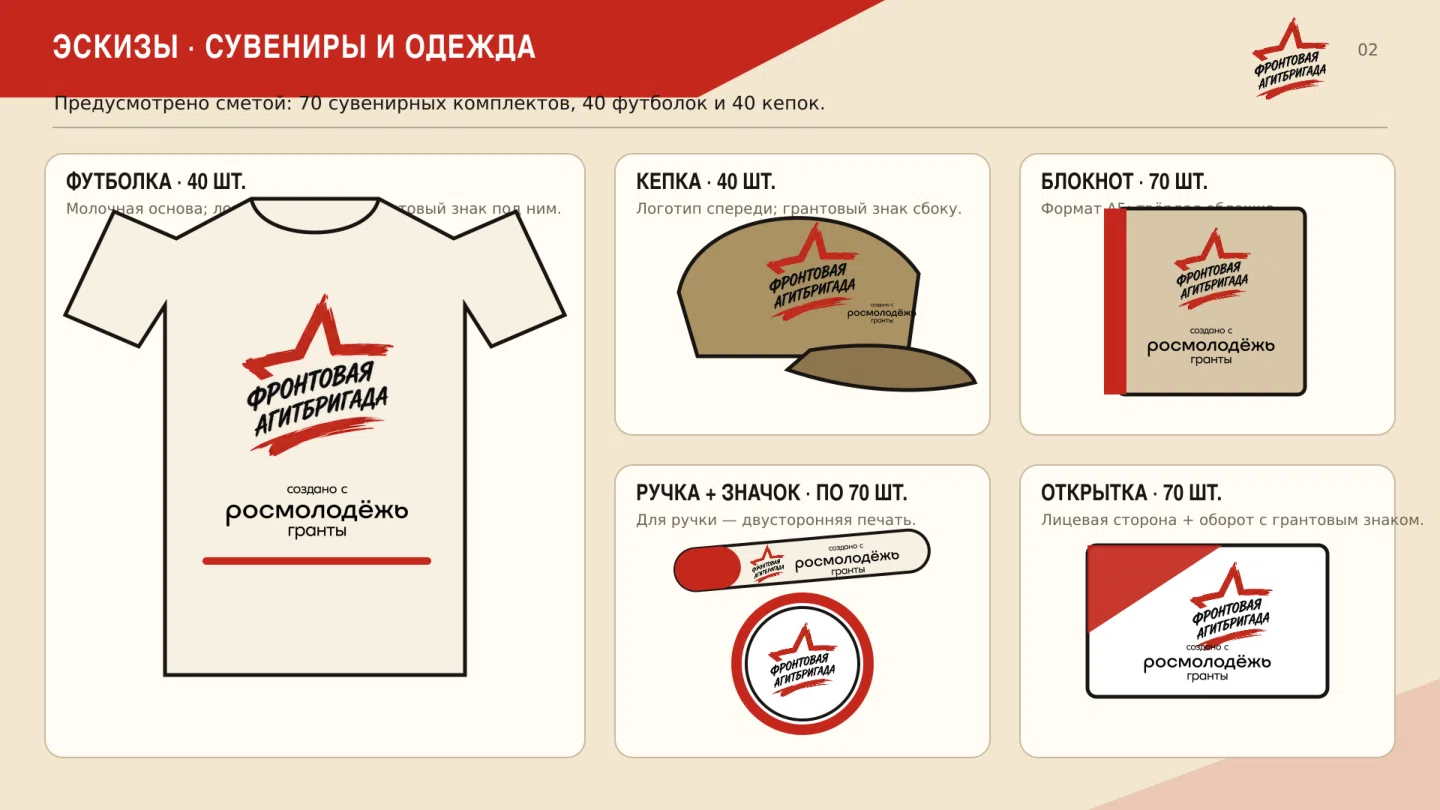 ЭСКИЗЫ · СУВЕНИРЫ И ОДЕЖДА
ФРОНТОВАЯ
АГИТБРИГАДА
02
Предусмотрено сметой: 70 сувенирных комплектов, 40 футболок и 40 кепок.
ФУТБОЛКА · 40 ШТ.
Молочная основа; знак под ним.
ФРОНТОВАЯ
АГИТБРИГАДА
создано с
росмолодёжь
гранты
КЕПКА · 40 ШТ.
Логотип спереди; грантовый знак сбоку.
ФРОНТОВАЯ
АГИТБРИГАДА
создано с
росмолодёжь
гранты
БЛОКНОТ · 70 ШТ.
Формат
ФРОНТОВАЯ
АГИТБРИГАДА
создано с
росмолодёжь
гранты
РУЧКА + ЗНАЧОК · ПО 70 ШТ.
Для ручки — двусторонняя печать.
ФРОНТОВАЯ
АГИТБРИГАДА
создано с
росмолодёжь
гранты
ФРОНТОВАЯ
АГИТБРИГАДА
ОТКРЫТКА · 70 ШТ.
Лицевая сторона + оборот с грантовым знаком.
ФРОНТОВАЯ
АГИТБРИГАДА
создано с
росмолодёжь
гранты